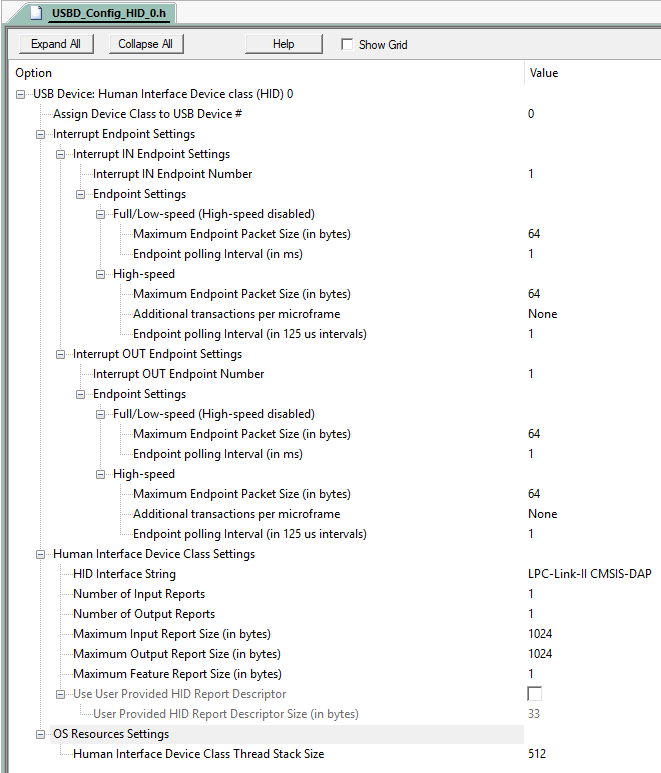 USBD_Config_HID_0.h
Expand All Collapse All Help Show Grid
Option Value
USB Device: Human Interface Device class (HID) 0
Assign Device Class to USB Device # 0
Interrupt Endpoint Settings
Interrupt IN Endpoint Settings
Interrupt IN Endpoint Number 1
Endpoint Settings
Full/Low-speed (High-speed disabled)
Maximum Endpoint Packet Size (in bytes) 64
Endpoint polling Interval (in ms) 1
High-speed
Maximum Endpoint Packet Size (in bytes) 64
Additional transactions per microframe None
Endpoint polling Interval (in 125 us intervals) 1
Interrupt OUT Endpoint Settings
Interrupt OUT Endpoint Number 1
Endpoint Settings
Full/Low-speed (High-speed disabled)
Maximum Endpoint Packet Size (in bytes) 64
Endpoint polling Interval (in ms) 1
High-speed
Maximum Endpoint Packet Size (in bytes) 64
Additional transactions per microframe None
Endpoint polling Interval (in 125 us intervals) 1
Human Interface Device Class Settings
HID Interface String LPC-Link-II CMSIS-DAP
Number of Input Reports 1
Number of Output Reports 1
Maximum Input Report Size (in bytes) 1024
Maximum Output Report Size (in bytes) 1024
Maximum Feature Report Size (in bytes) 1
Use User Provided HID Report Descriptor
User Provided HID Report Descriptor Size (in bytes) 33
OS Resources Settings
Human Interface Device Class Thread Stack Size 512